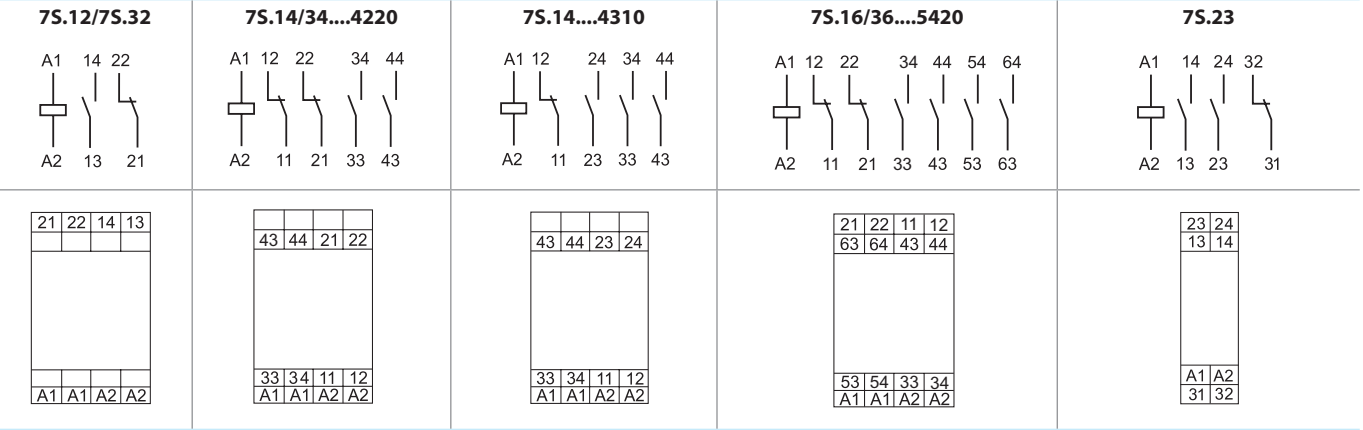 7S.12/7S.32
A1 14 22
A2 13 21
21 22 14 13
A1 A1 A2 A2
7S.14/34....4220
A1 12 22 34 44
A2 11 21 33 43
43 44 21 22
33 34 11 12
A1 A1 A2 A2
7S.14....4310
A1 12 24 34 44
A2 11 23 33 43
43 44 23 24
33 34 11 12
A1 A1 A2 A2
7S.16/36....5420
A1 12 22 34 44 54 64
A2 11 21 33 43 53 63
21 22 11 12
63 64 43 44
53 54 33 34
A1 A1 A2 A2
7S.23
A1 14 24 32
A2 13 23 31
23 24
13 14
A1 A2
31 32